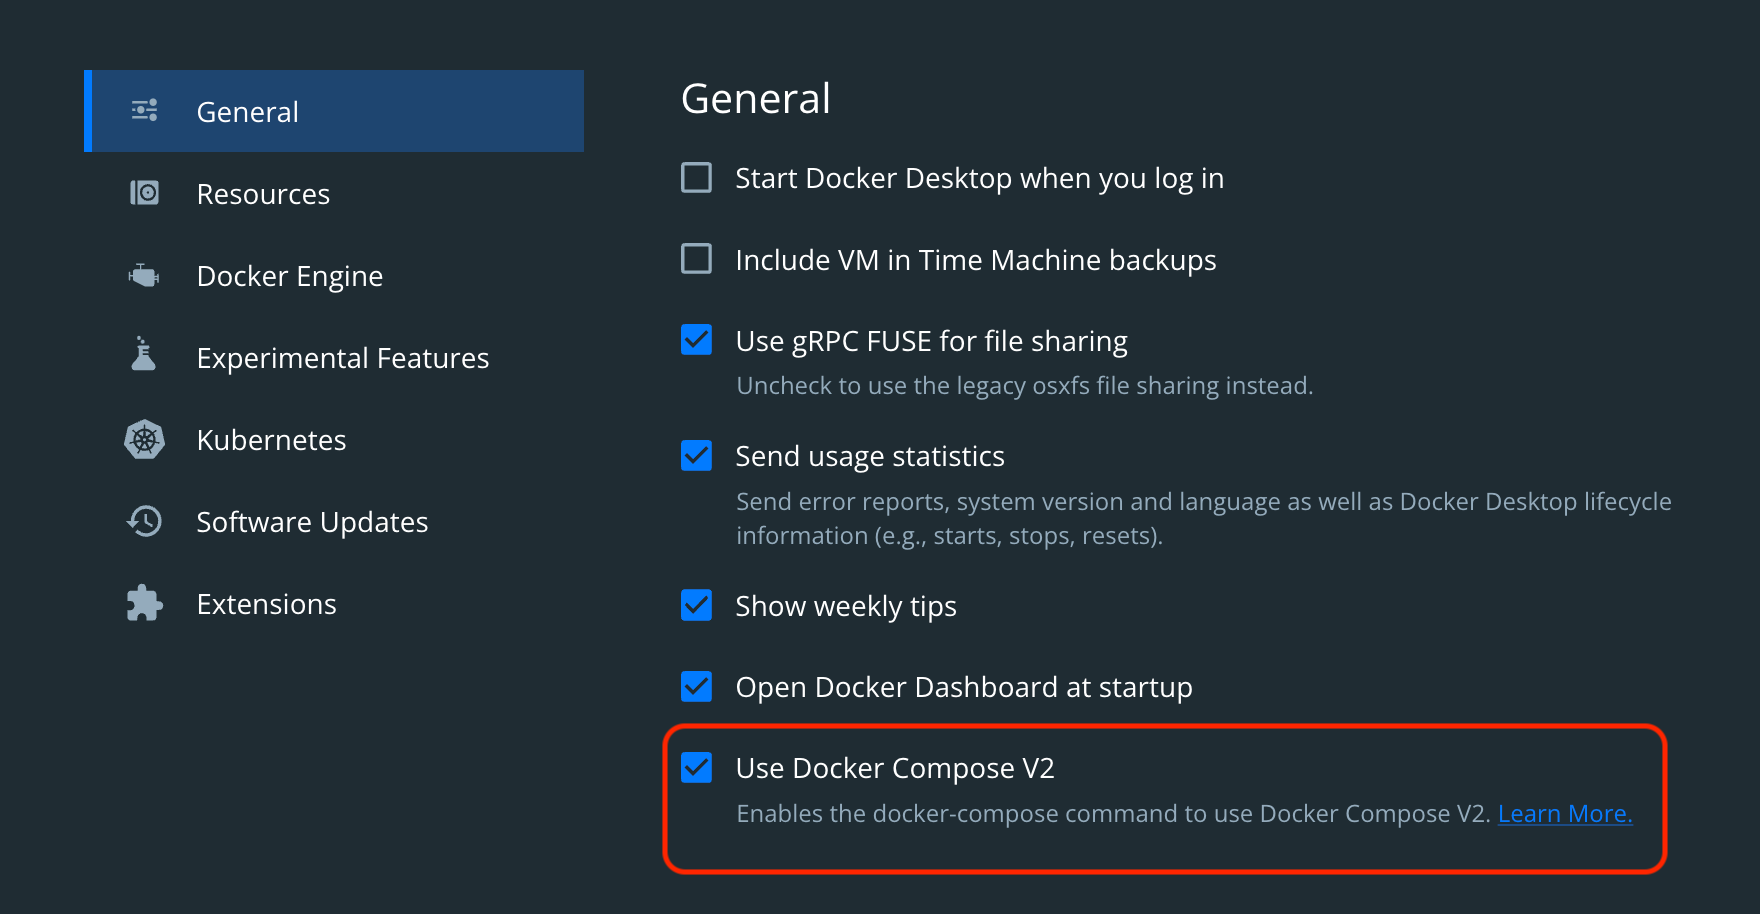 General
Resources
Docker Engine
Experimental Features
Kubernetes
Software Updates
Extensions
General
Start Docker Desktop when you log in
Include VM in Time Machine backups
Use gRPC FUSE for file sharing
Uncheck to use the legacy osxfs file sharing instead.
Send usage statistics
Send error reports, system version and language as well as Docker Desktop lifecycle
information (e.g., starts, stops, resets).
Show weekly tips
Open Docker Dashboard at startup
Use Docker Compose V2
Enables the docker-compose command to use Docker Compose V2. Learn More.